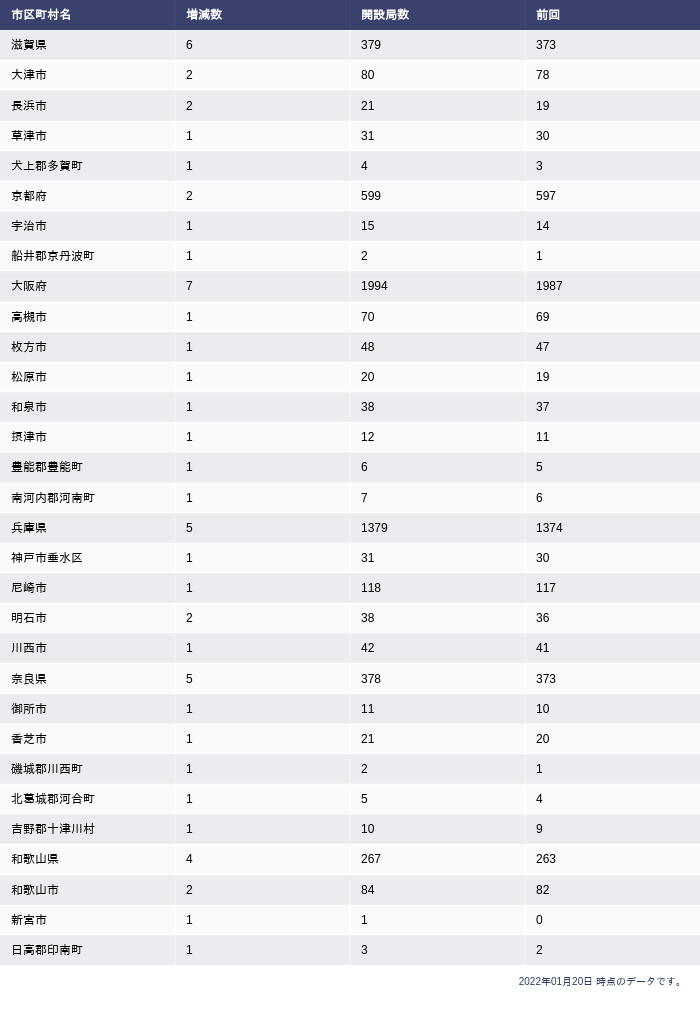 市区町村名 増減数 開設局数 前回
滋賀県 6 379 373
大津市 2 80 78
長浜市 2 21 19
草津市 1 31 30
犬上郡多賀町 1 4 3
京都府 2 599 597
宇治市 1 15 14
船井郡京丹波町 1 2 1
大阪府 7 1994 1987
高槻市 1 70 69
枚方市 1 48 47
松原市 1 20 19
和泉市 1 38 37
摂津市 1 12 11
豊能郡豊能町 1 6 5
南河内郡河南町 1 7 6
兵庫県 5 1379 1374
神戸市垂水区 1 31 30
尼崎市 1 118 117
明石市 2 38 36
川西市 1 42 41
奈良県 5 378 373
御所市 1 11 10
香芝市 1 21 20
磯城郡川西町 1 2 1
北葛城郡河合町 1 5 4
吉野郡十津川村 1 10 9
和歌山県 4 267 263
和歌山市 2 84 82
新宮市 1 1 0
日高郡印南町 1 3 2
2022年01月20日 時点のデータです。